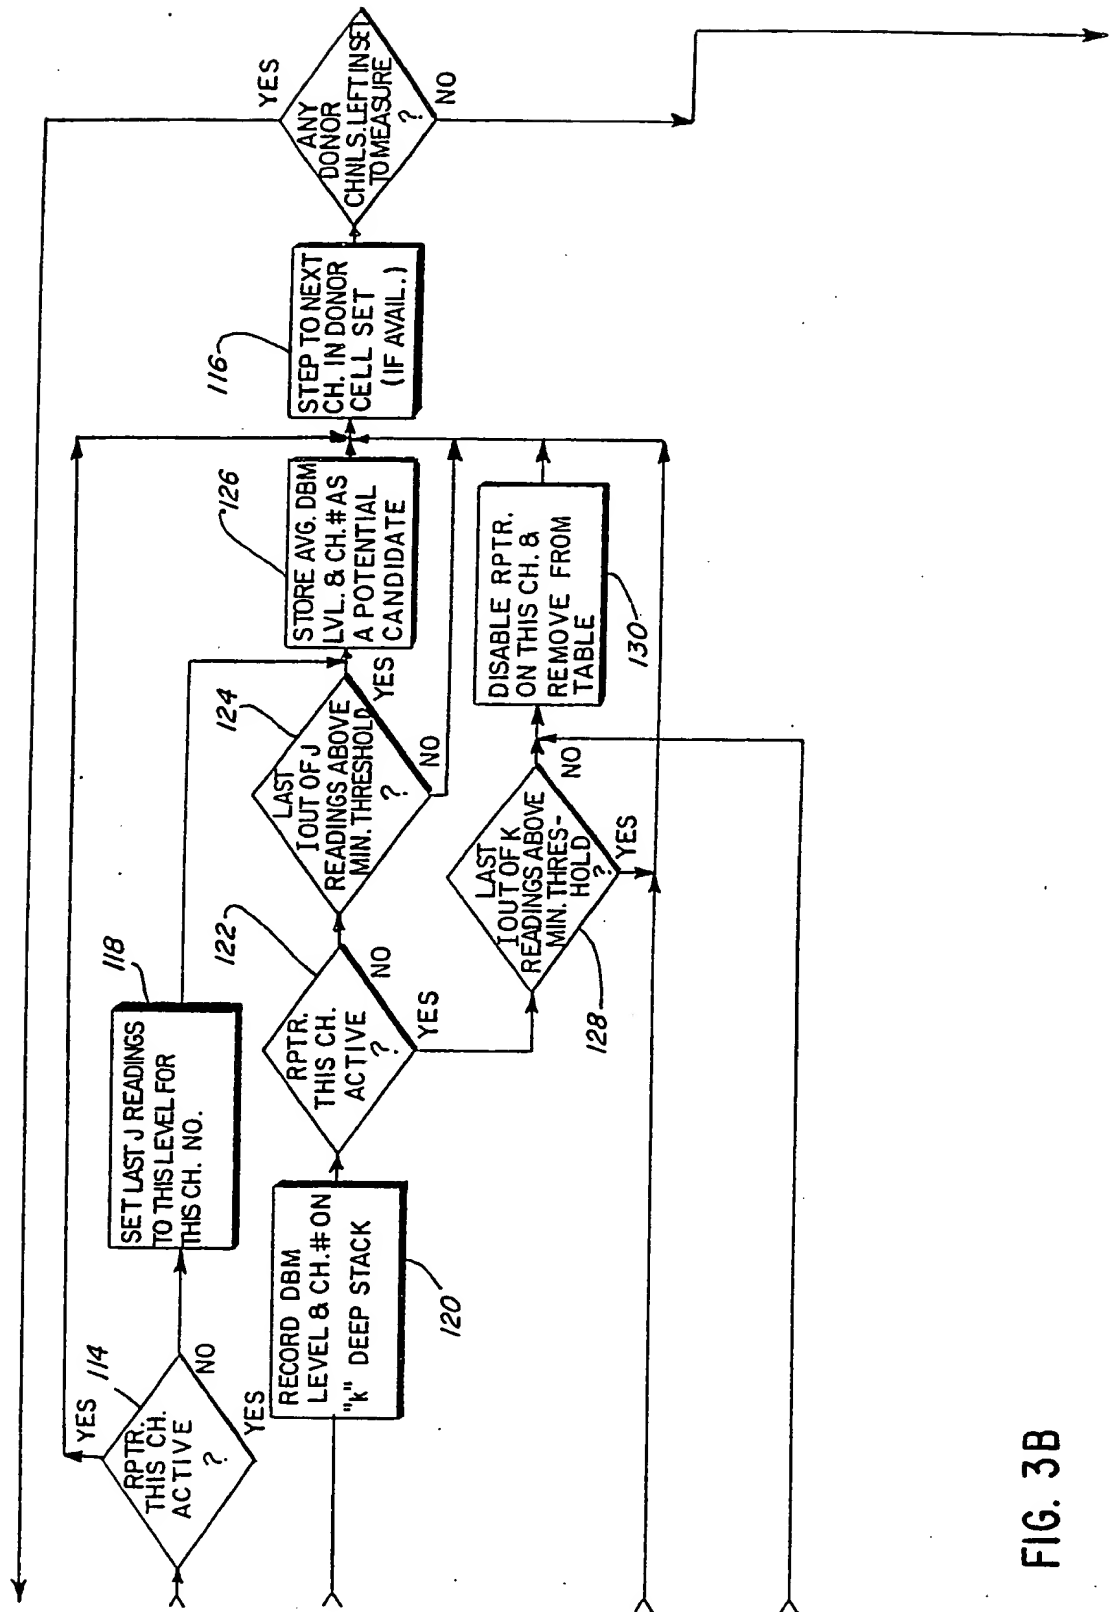 RPTR.
THIS CH.
ACTIVE
?
114
YES
NO
YES
SET LAST J READINGS
TO THIS LEVEL FOR
THIS CH. NO.
118
RECORD DBM
LEVEL & CH.# ON
"k" DEEP STACK
120
RPTR.
THIS CH.
ACTIVE
?
122
NO
YES
LAST
I OUT OF J
READINGS ABOVE
MIN. THRESHOLD
?
124
YES
NO
STORE AVG. DBM
LVL. & CH.# AS
A POTENTIAL
CANDIDATE
126
LAST
I OUT OF K
READINGS ABOVE
MIN. THRES-
HOLD
?
128
NO
YES
DISABLE RPTR.
ON THIS CH. &
REMOVE FROM
TABLE
130
STEP TO NEXT
CH. IN DONOR
CELL SET
(IF AVAIL.)
116
ANY
DONOR
CHNLS. LEFT IN SET
TO MEASURE
?
YES
NO
FIG. 3B